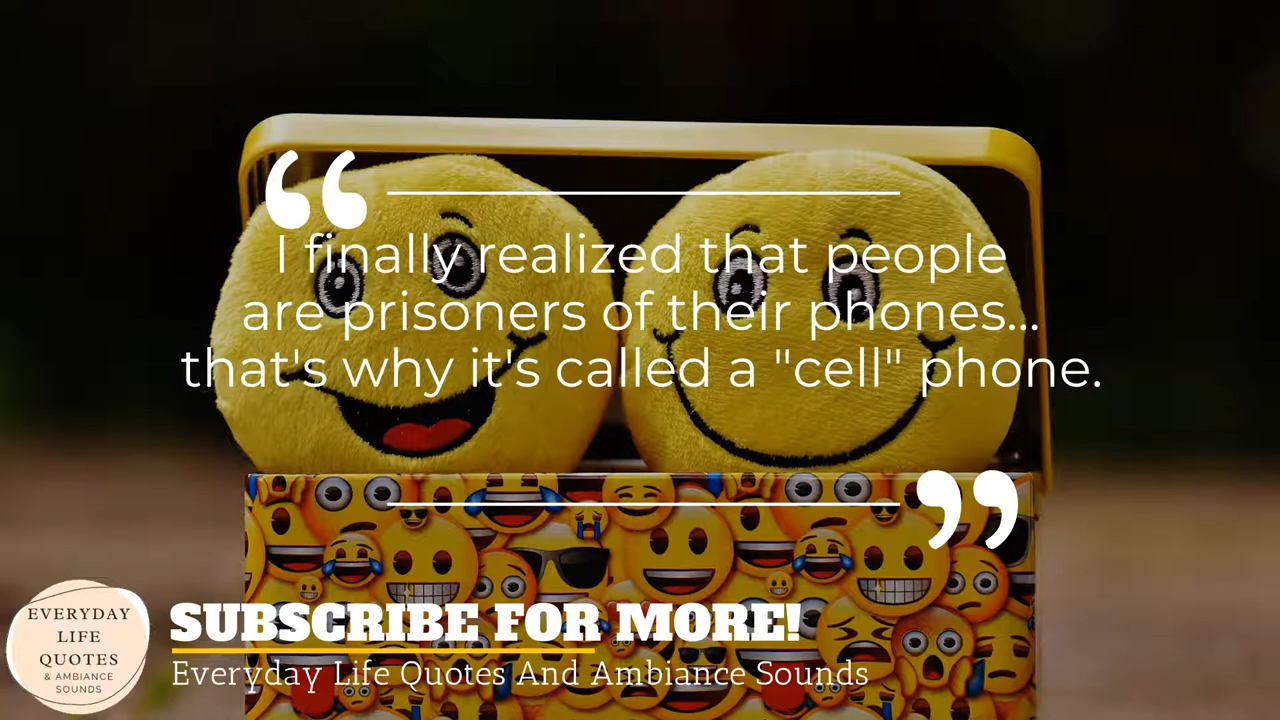 “
I finally realized that people
are prisoners of their phones...
that's why it's called a "cell" phone.
”
EVERYDAY
LIFE
QUOTES
& AMBIANCE
SOUNDS
SUBSCRIBE FOR MORE!
Everyday Life Quotes And Ambiance Sounds